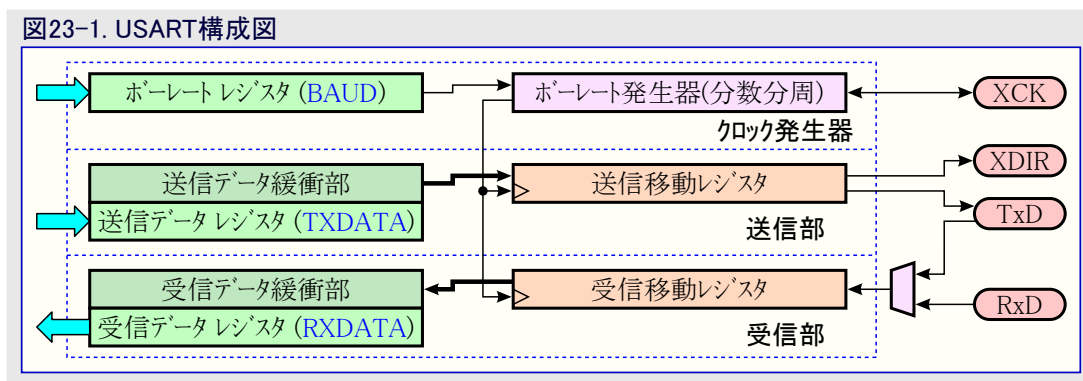 図23-1. USART構成図
ボーレート レジスタ (BAUD)
ボーレート発生器(分数分周)
XCK
クロック発生器
XDIR
送信データ緩衝部
送信移動レジスタ
送信データ レジスタ (TXDATA)
TxD
送信部
受信データ緩衝部
受信移動レジスタ
RxD
受信データ レジスタ (RXDATA)
受信部